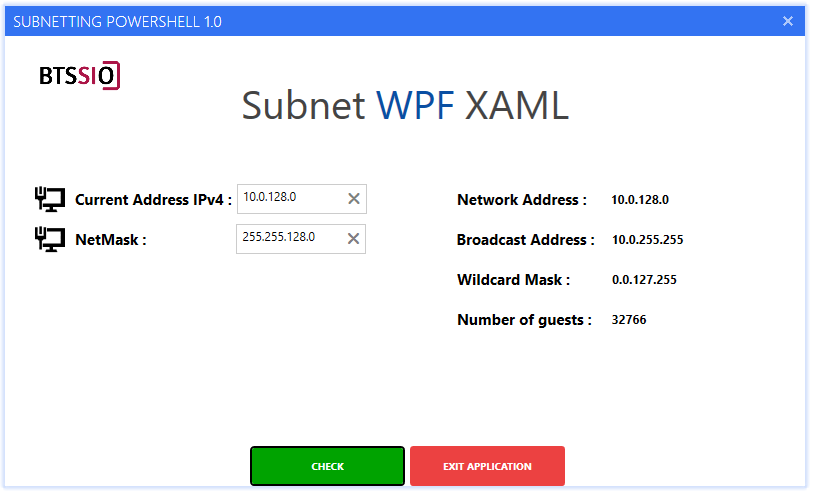 SUBNETTING POWERSHELL 1.0
BTSSIO
Subnet WPF XAML
Current Address IPv4 : 10.0.128.0
NetMask : 255.255.128.0
Network Address : 10.0.128.0
Broadcast Address : 10.0.255.255
Wildcard Mask : 0.0.127.255
Number of guests : 32766
CHECK
EXIT APPLICATION